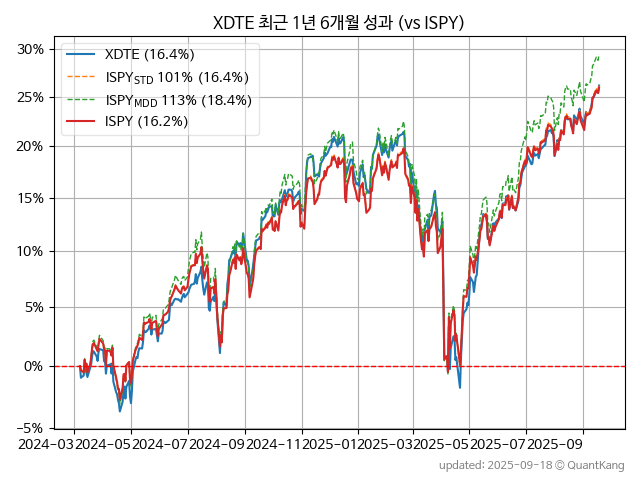 XDTE 최근 1년 6개월 성과 (vs ISPY)
XDTE (16.4%)
ISPY_STD 101% (16.4%)
ISPY_MDD 113% (18.4%)
ISPY (16.2%)
30%
25%
20%
15%
10%
5%
0%
−5%
2024−03 2024−05 2024−07 2024−09 2024−11 2025−01 2025−03 2025−05 2025−07 2025−09
updated: 2025-09-18 © QuantKang